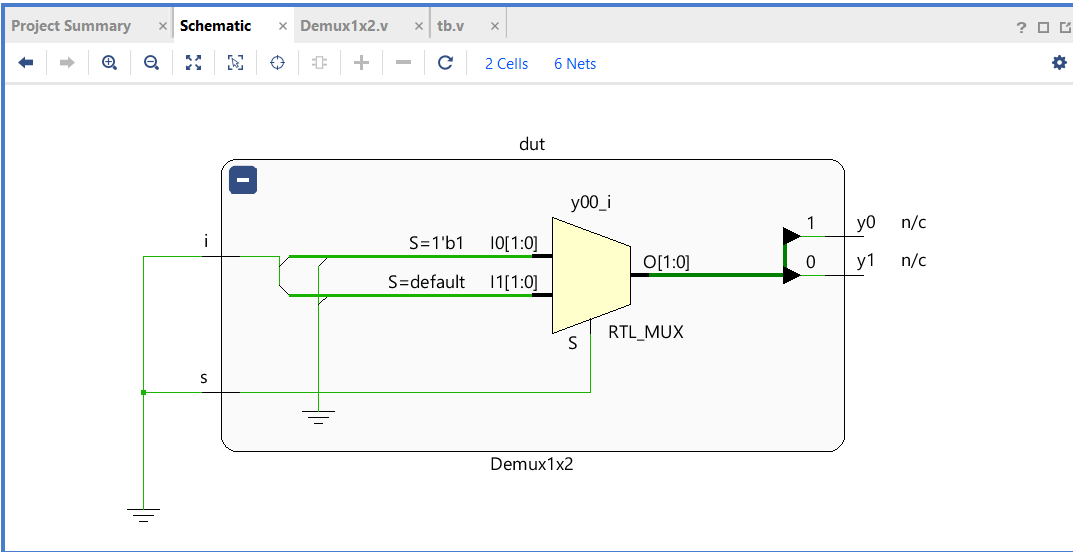 Project Summary × Schematic × Demux1x2.v × tb.v ×
?
2 Cells 6 Nets
dut
y00_i
i
S=1'b1 I0[1:0]
S=default I1[1:0]
O[1:0]
1 y0 n/c
0 y1 n/c
RTL_MUX
S
s
Demux1x2